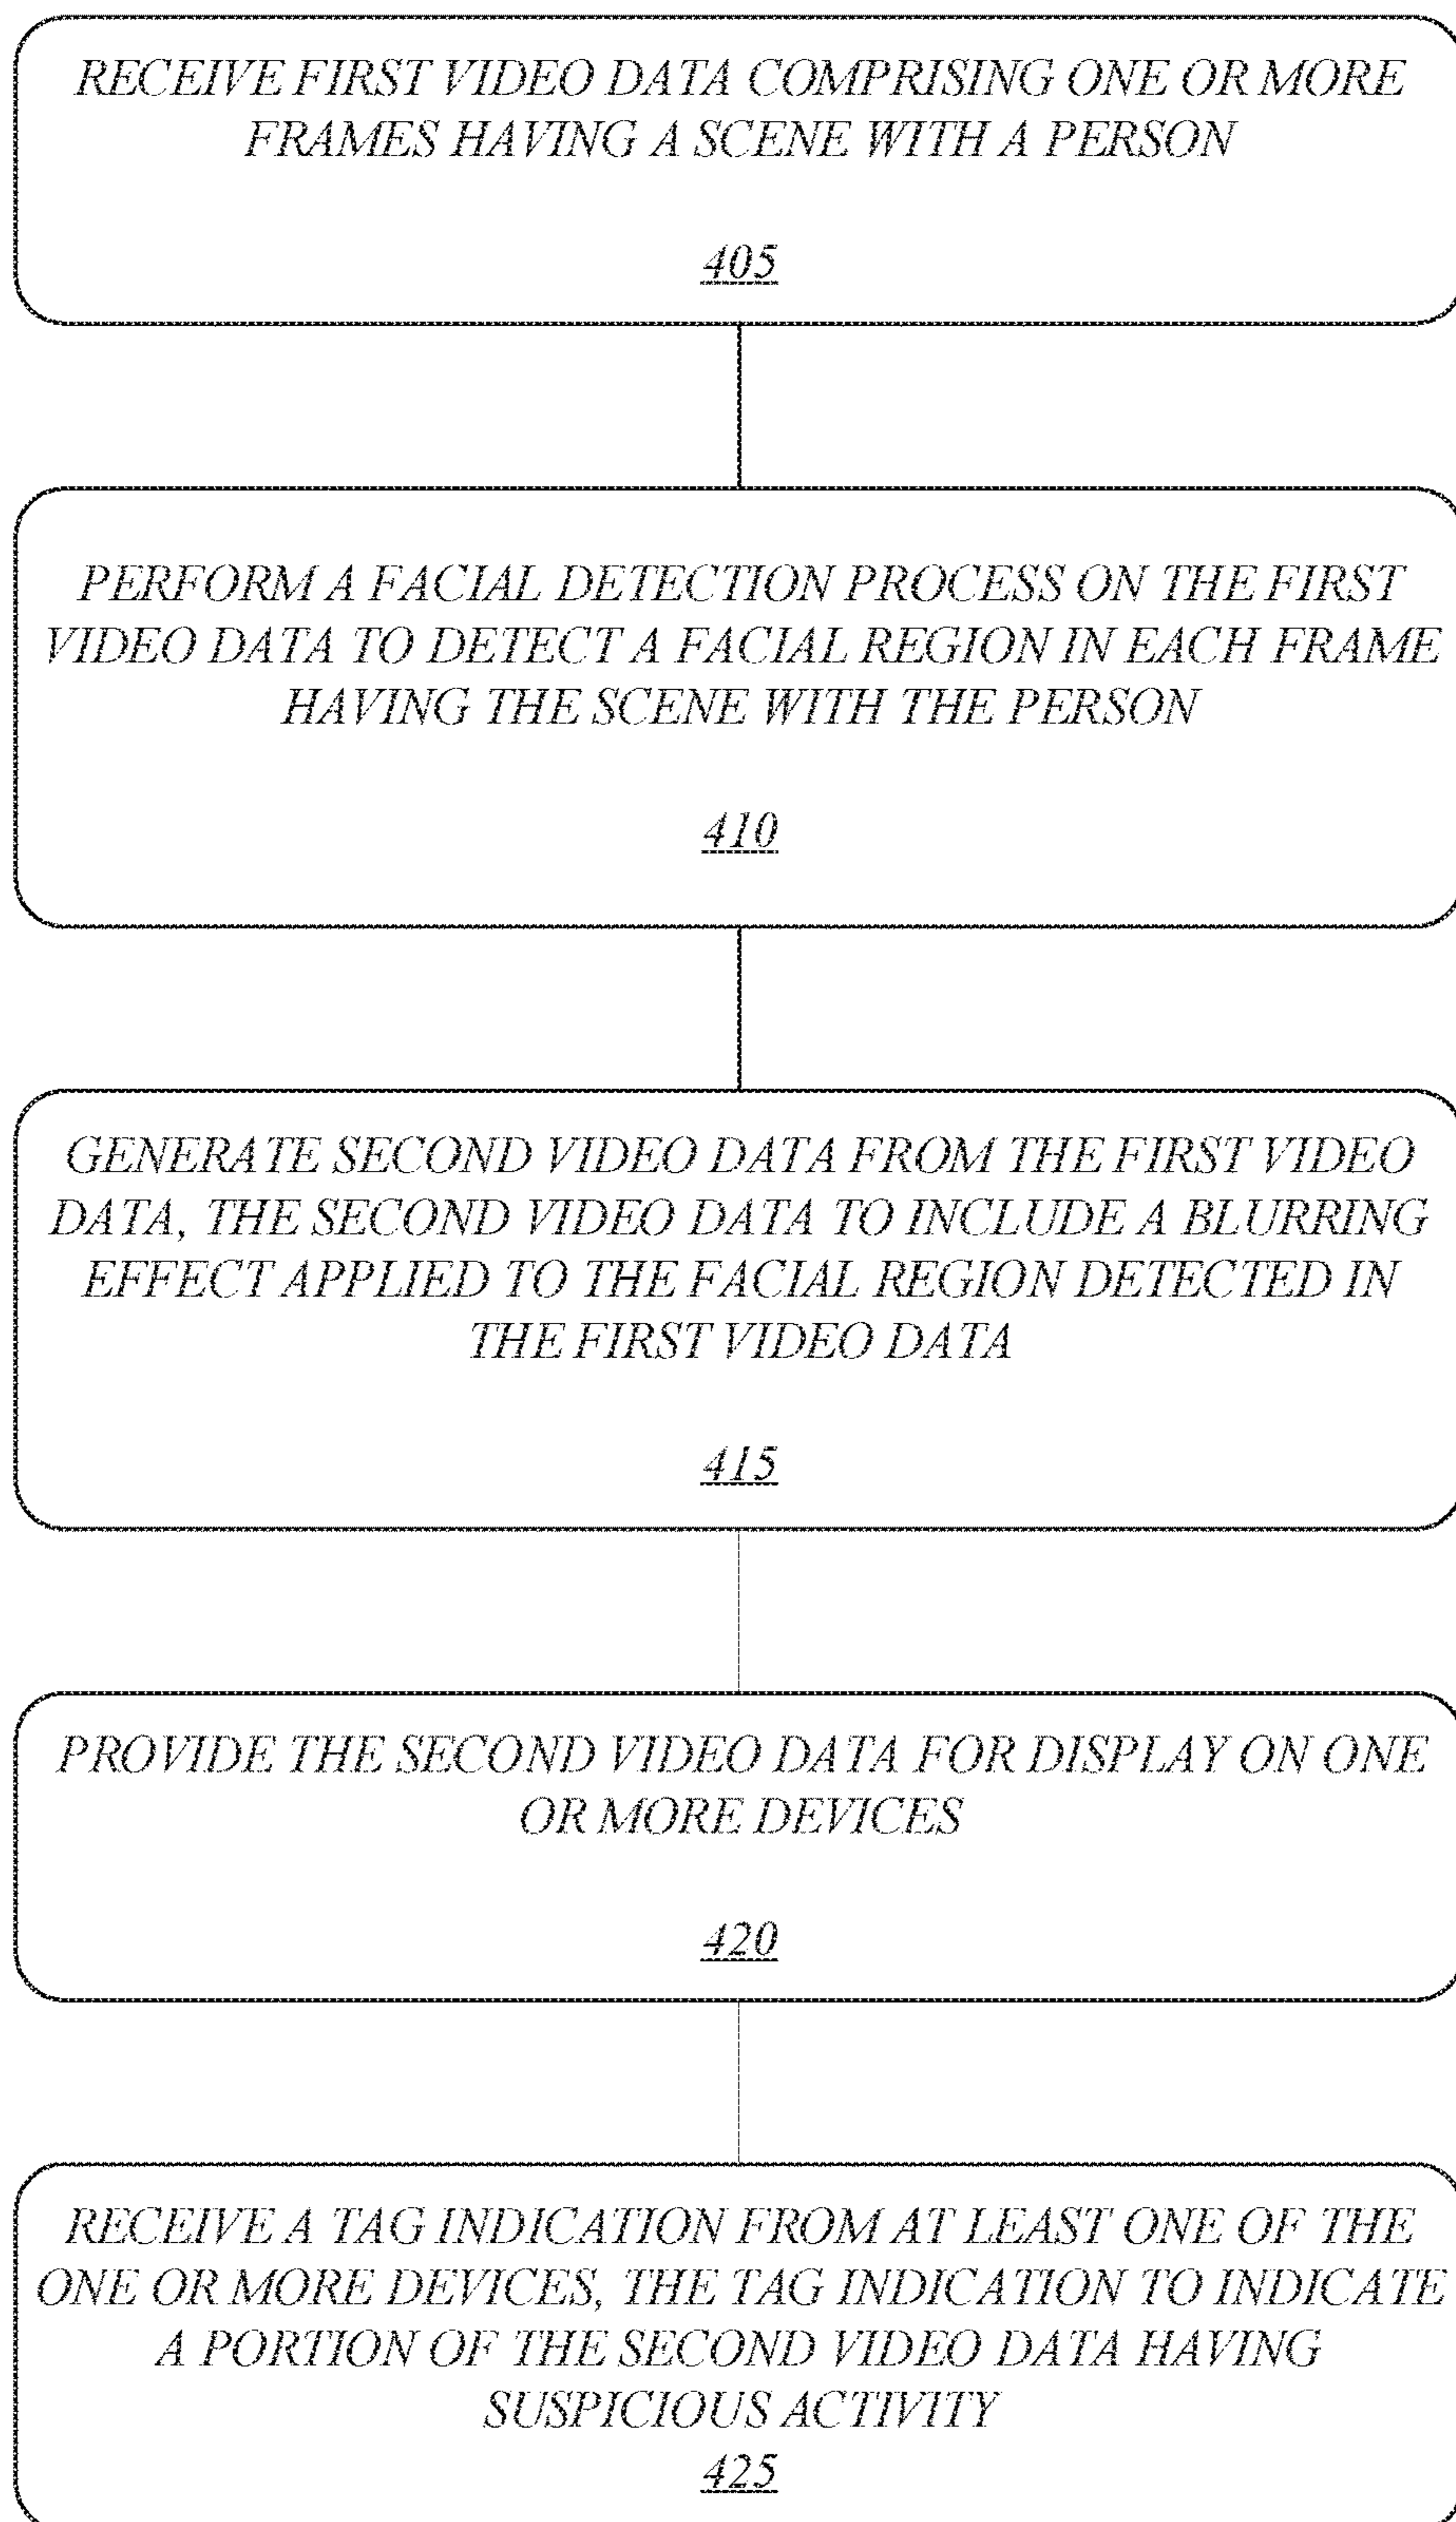 RECEIVE FIRST VIDEO DATA COMPRISING ONE OR MORE
FRAMES HAVING A SCENE WITH A PERSON
405
PERFORM A FACIAL DETECTION PROCESS ON THE FIRST
VIDEO DATA TO DETECT A FACIAL REGION IN EACH FRAME
HAVING THE SCENE WITH THE PERSON
410
GENERATE SECOND VIDEO DATA FROM THE FIRST VIDEO
DATA, THE SECOND VIDEO DATA TO INCLUDE A BLURRING
EFFECT APPLIED TO THE FACIAL REGION DETECTED IN
THE FIRST VIDEO DATA
415
PROVIDE THE SECOND VIDEO DATA FOR DISPLAY ON ONE
OR MORE DEVICES
420
RECEIVE A TAG INDICATION FROM AT LEAST ONE OF THE
ONE OR MORE DEVICES, THE TAG INDICATION TO INDICATE
A PORTION OF THE SECOND VIDEO DATA HAVING
SUSPICIOUS ACTIVITY
425